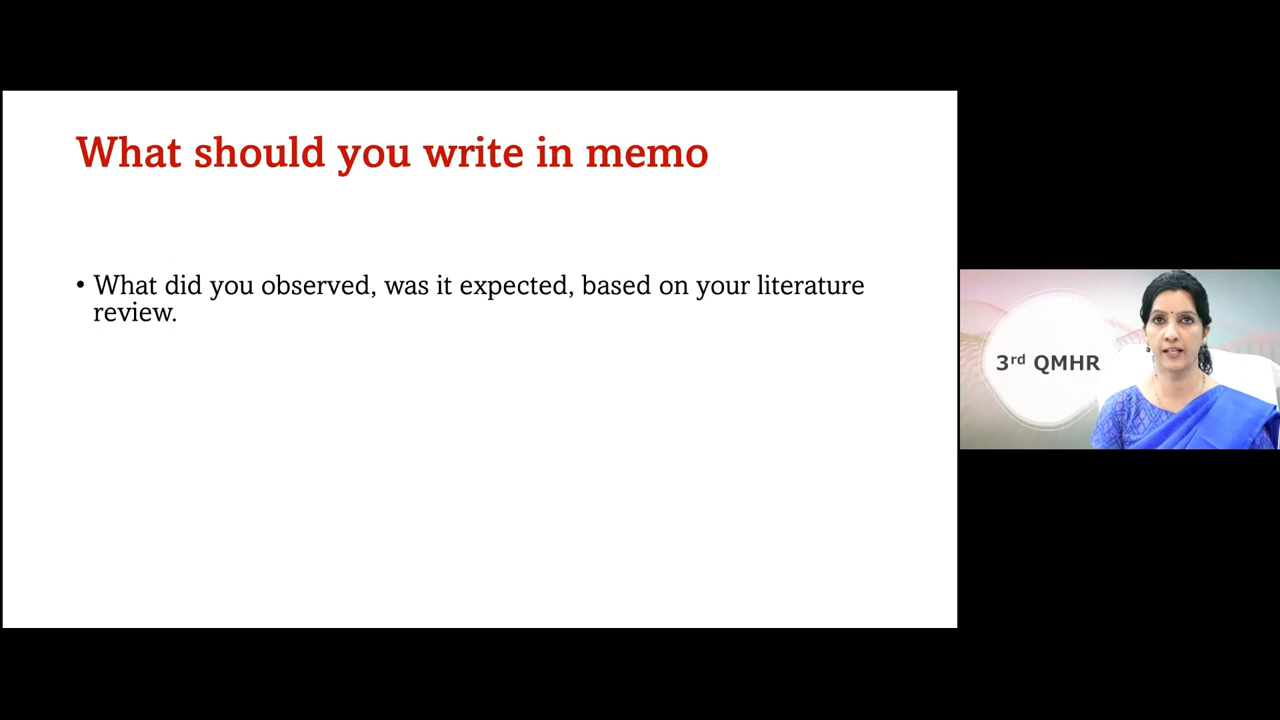 What should you write in memo
• What did you observed, was it expected, based on your literature
review.
3rd QMHR